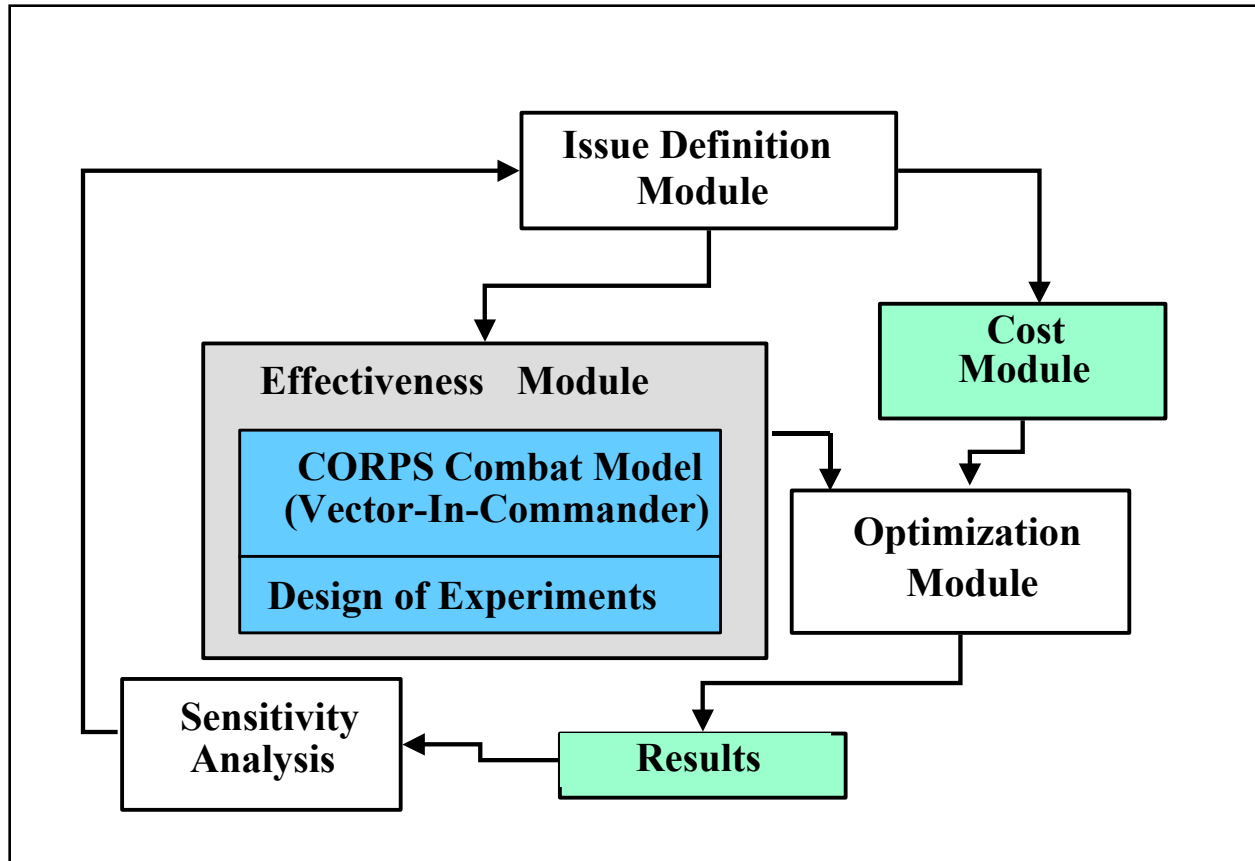 Issue Definition
Module
Cost
Module
Effectiveness Module
CORPS Combat Model
(Vector-In-Commander)
Design of Experiments
Optimization
Module
Sensitivity
Analysis
Results